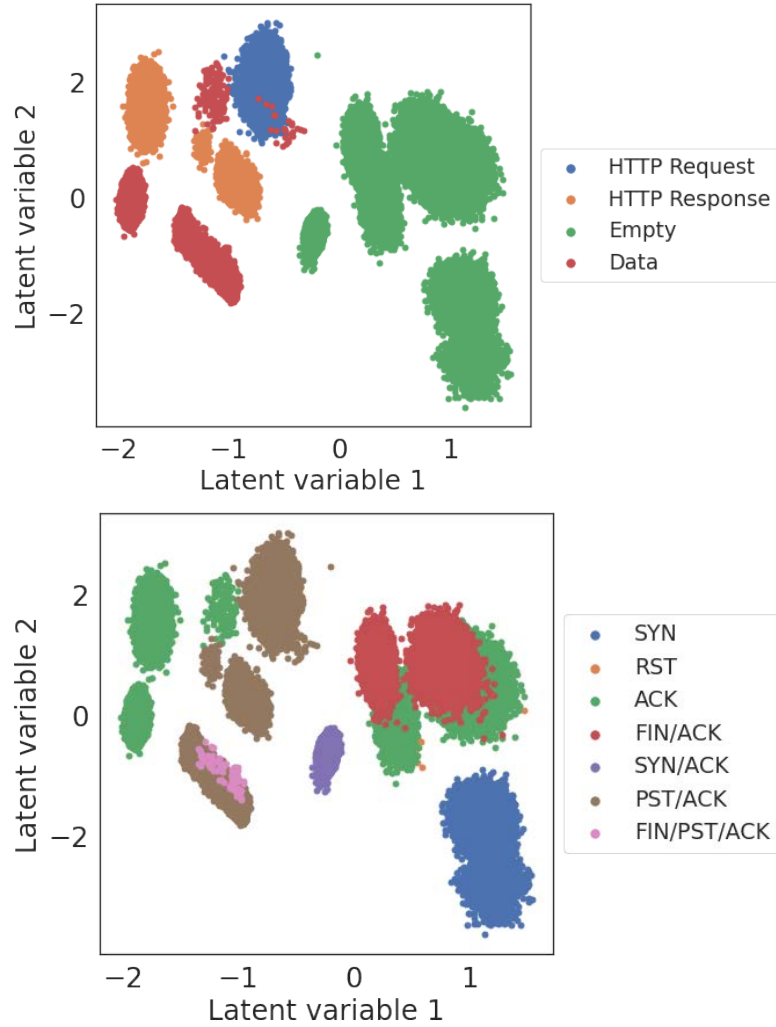 2
0
−2
Latent variable 2
−2
−1
0
1
Latent variable 1
HTTP Request
HTTP Response
Empty
Data
2
0
−2
Latent variable 2
−2
−1
0
1
Latent variable 1
SYN
RST
ACK
FIN/ACK
SYN/ACK
PST/ACK
FIN/PST/ACK